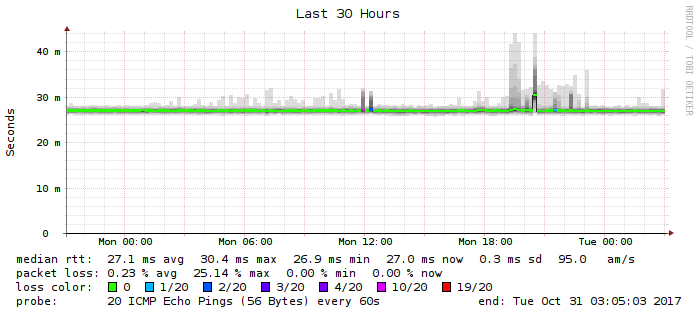 Last 30 Hours
RRDTOOL / TOBI OETIKER
Seconds
40 m
30 m
20 m
10 m
0
Mon 00:00 Mon 06:00 Mon 12:00 Mon 18:00 Tue 00:00
median rtt: 27.1 ms avg 30.4 ms max 26.9 ms min 27.0 ms now 0.3 ms sd 95.0 am/s
packet loss: 0.23 % avg 25.14 % max 0.00 % min 0.00 % now
loss color: 0 1/20 2/20 3/20 4/20 10/20 19/20
probe: 20 ICMP Echo Pings (56 Bytes) every 60s end: Tue Oct 31 03:05:03 2017